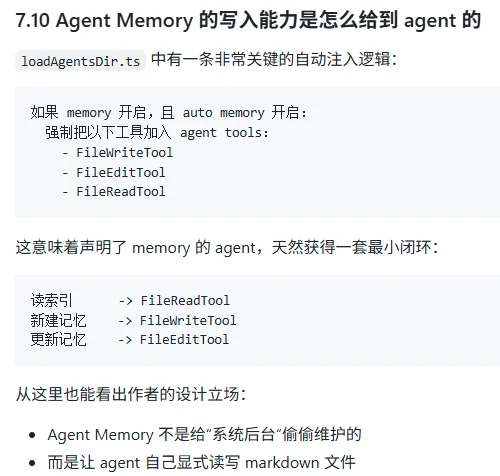 7.10 Agent Memory 的写入能力是怎么给到 agent 的
loadAgentsDir.ts 中有一条非常关键的自动注入逻辑：
如果 memory 开启，且 auto memory 开启：
强制把以下工具加入 agent tools：
- FileWriteTool
- FileEditTool
- FileReadTool
这意味着声明了 memory 的 agent，天然获得一套最小闭环：
读索引 -> FileReadTool
新建记忆 -> FileWriteTool
更新记忆 -> FileEditTool
从这里也能看出作者的设计立场：
• Agent Memory 不是给“系统后台”偷偷维护的
• 而是让 agent 自己显式读写 markdown 文件